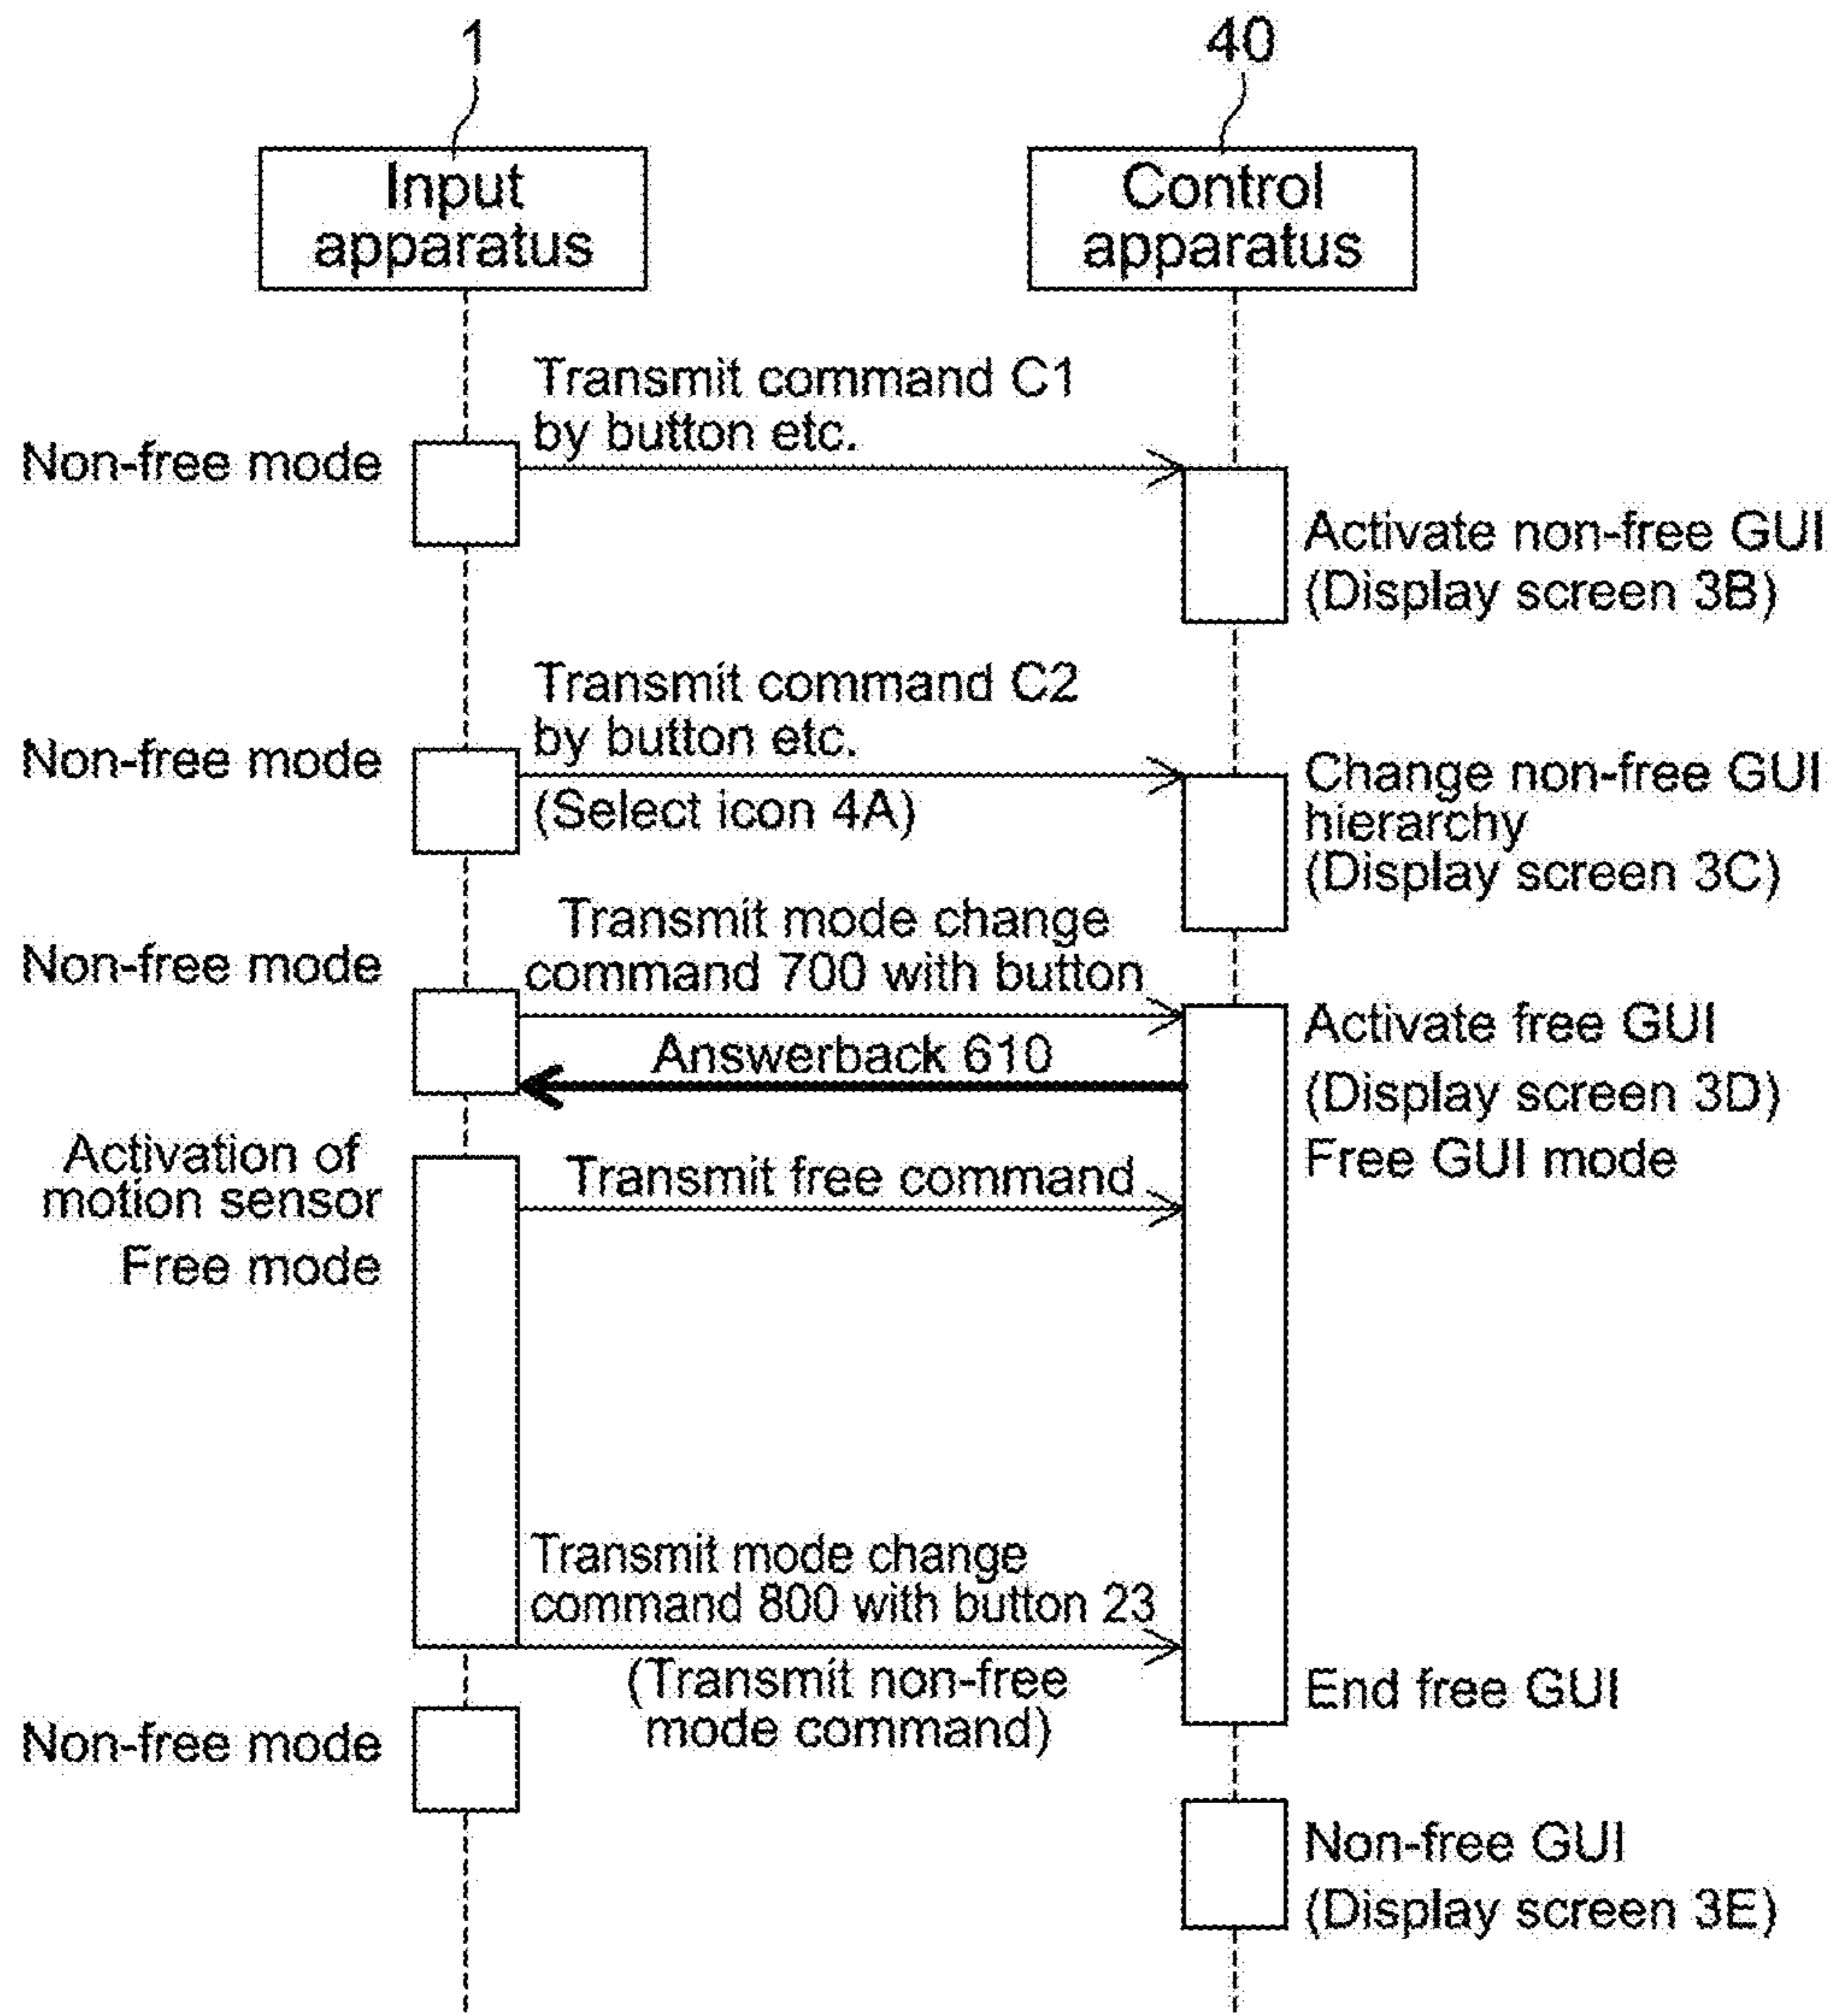 1
40
Input
apparatus
Control
apparatus
Transmit command C1
by button etc.
Non-free mode
Activate non-free GUI
(Display screen 3B)
Transmit command C2
by button etc.
Non-free mode
(Select icon 4A)
Change non-free GUI
hierarchy
(Display screen 3C)
Transmit mode change
command 700 with button
Non-free mode
Activate free GUI
Answerback 610
(Display screen 3D)
Free GUI mode
Activation of
motion sensor
Free mode
Transmit free command
Transmit mode change
command 800 with button 23
(Transmit non-free
mode command)
End free GUI
Non-free mode
Non-free GUI
(Display screen 3E)